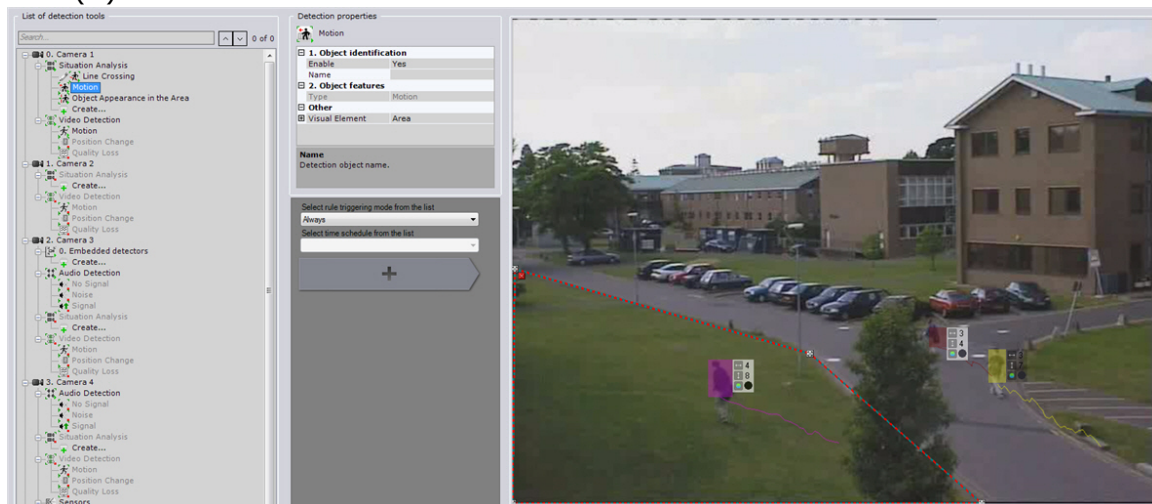 List of detection tools
Search...
0 of 0
0. Camera 1
Situation Analysis
Line Crossing
Motion
Object Appearance in the Area
Create...
Video Detection
Motion
Position Change
Quality Loss
1. Camera 2
Situation Analysis
Create...
Video Detection
Motion
Position Change
Quality Loss
2. Camera 3
0. Embedded detectors
Create...
Audio Detection
No Signal
Noise
Signal
Situation Analysis
Create...
Video Detection
Motion
Position Change
Quality Loss
3. Camera 4
Audio Detection
No Signal
Noise
Signal
Situation Analysis
Create...
Video Detection
Motion
Position Change
Quality Loss
Sensors
Detection properties
Motion
1. Object identification
Enable Yes
Name
2. Object features
Type Motion
Other
Visual Element Area
Name
Detection object name.
Select rule triggering mode from the list
Always
Select time schedule from the list
4
8
3
4